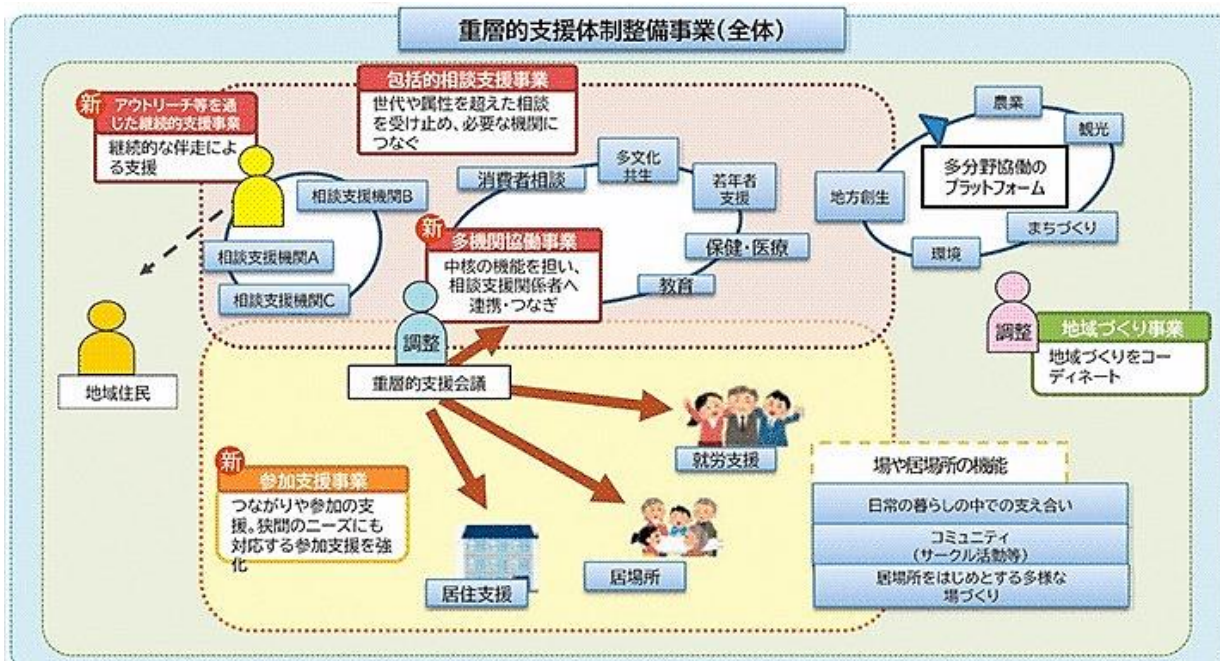 重層的支援体制整備事業(全体)
新
アウトリーチ等を通
じた継続的支援事業
継続的な伴走によ
る支援
包括的相談支援事業
世代や属性を超えた相談
を受け止め、必要な機関に
つなぐ
相談支援機関B
相談支援機関A
相談支援機関C
消費者相談
多文化
共生
若年者
支援
保健・医療
教育
新
多機関協働事業
中核の機能を担い、
相談支援関係者へ
連携・つなぎ
調整
重層的支援会議
地域住民
農業
観光
多分野協働の
プラットフォーム
地方創生
まちづくり
環境
調整
地域づくり事業
地域づくりをコー
ディネート
新
参加支援事業
つながりや参加の支
援。狭間のニーズにも
対応する参加支援を強
化
就労支援
居場所
居住支援
場や居場所の機能
日常の暮らしの中での支え合い
コミュニティ
(サークル活動等)
居場所をはじめとする多様な
場づくり